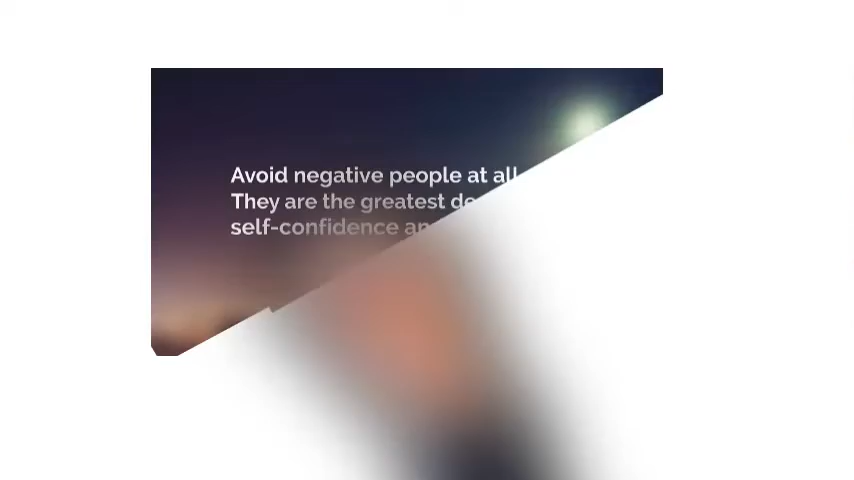 Avoid negative people at all
They are the greatest
self-confidence